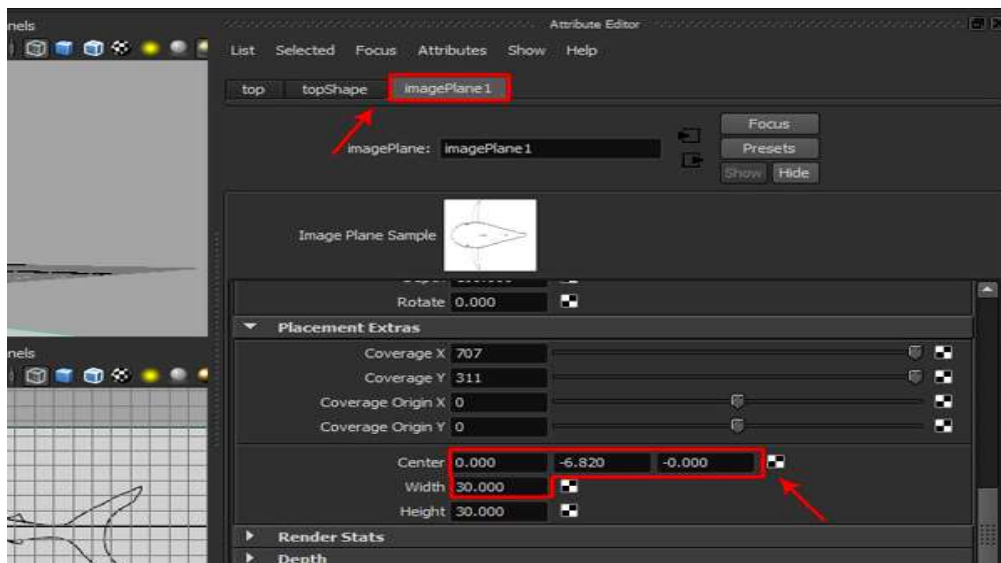 nels
Attribute Editor
List Selected Focus Attributes Show Help
top topShape imagePlane1
Focus
imagePlane: imagePlane1
Presets
Show Hide
Image Plane Sample
Rotate 0.000
Placement Extras
nels
Coverage X 707
Coverage Y 311
Coverage Origin X 0
Coverage Origin Y 0
Center 0.000 -6.820 -0.000
Width 30.000
Height 30.000
Render Stats
Depth